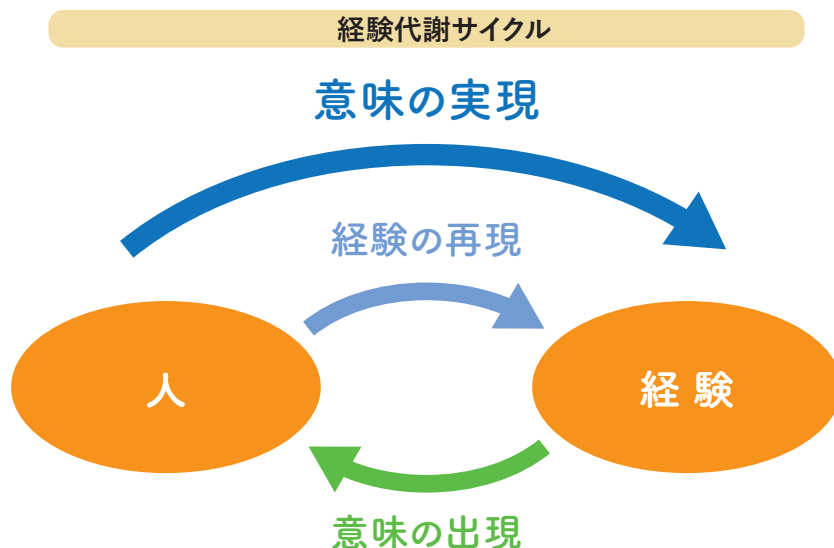 経験代謝サイクル
意味の実現
経験の再現
人
経 験
意味の出現